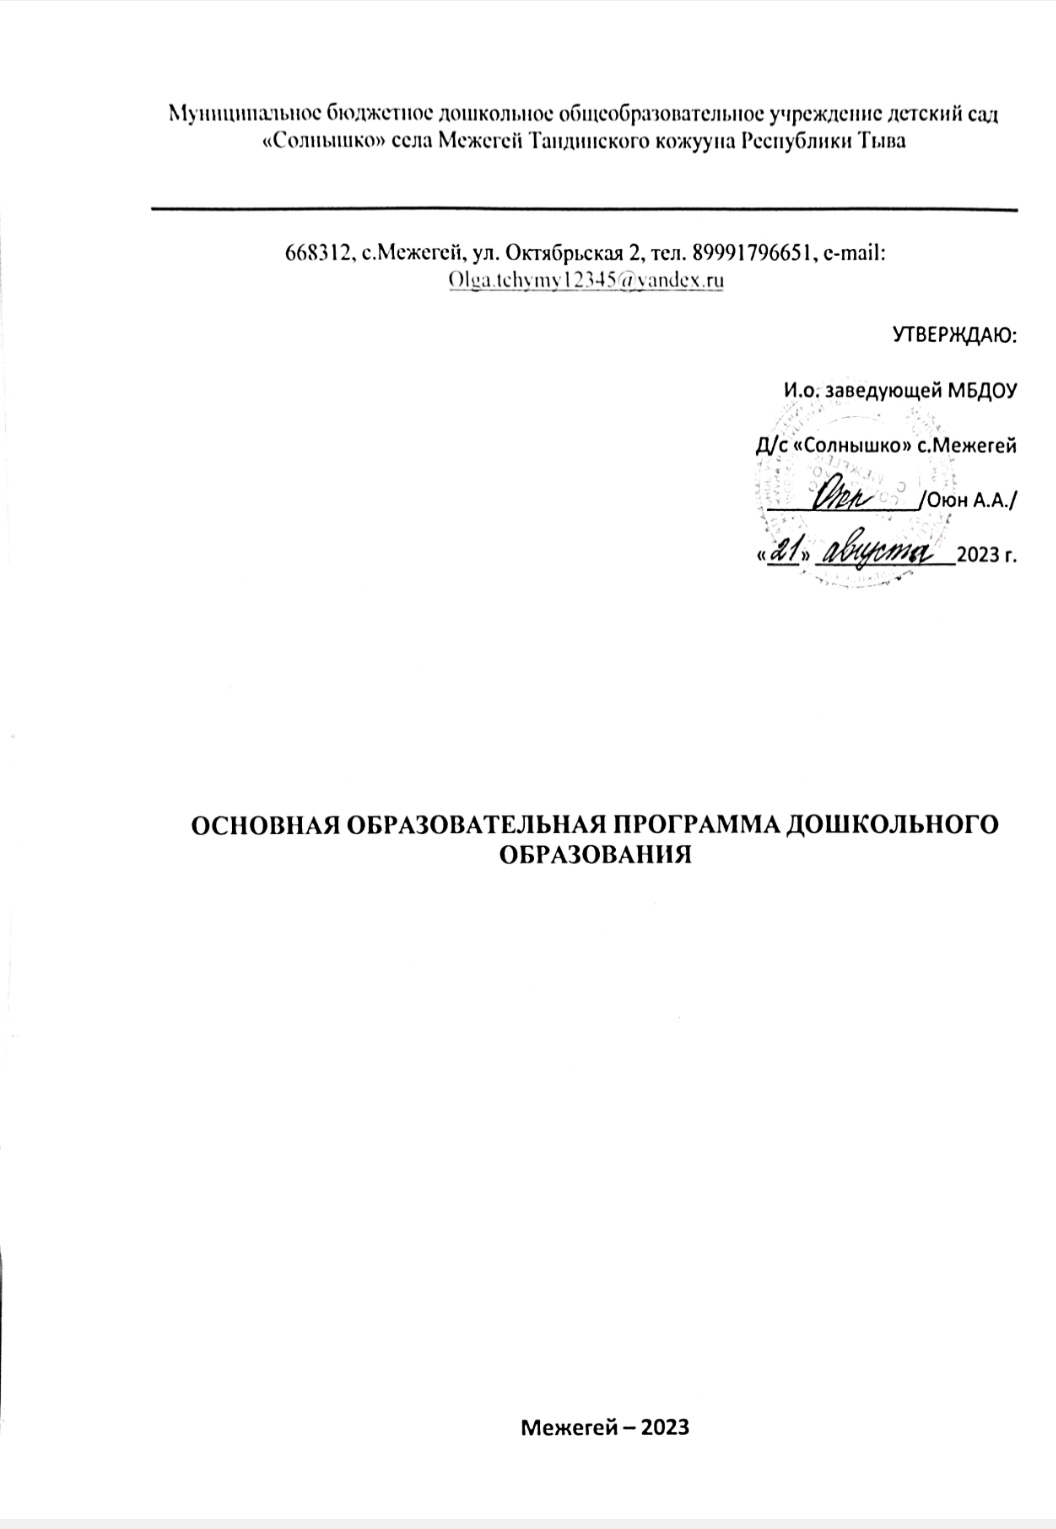 Муниципальное бюджетное дошкольное общеобразовательное учреждение детский сад
«Солнышко» села Межегей Тандинского кожууна Республики Тыва
668312, с.Межегей, ул. Октябрьская 2, тел. 89991796651, e-mail:
Olga.tchymy12345@yandex.ru
УТВЕРЖДАЮ:
И.о. заведующей МБДОУ
Д/с «Солнышко» с.Межегей
/Оюн А.А./
«21» августа 2023 г.
ОСНОВНАЯ ОБРАЗОВАТЕЛЬНАЯ ПРОГРАММА ДОШКОЛЬНОГО
ОБРАЗОВАНИЯ
Межегей – 2023